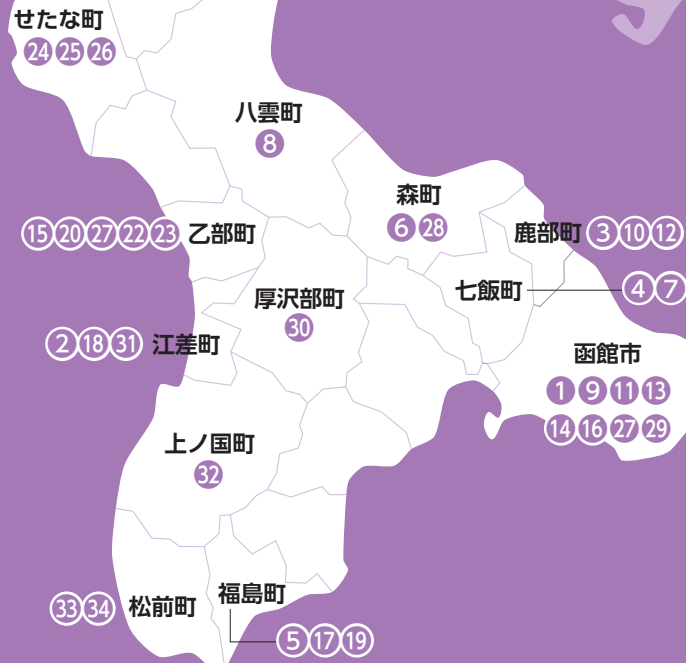 せたな町
24 25 26
八雲町
8
森町
6 28
15 20 27 22 23 乙部町
鹿部町 3 10 12
厚沢部町
30
七飯町 4 7
2 18 31 江差町
函館市
1 9 11 13
14 16 27 29
上ノ国町
32
33 34 松前町
福島町
5 17 19